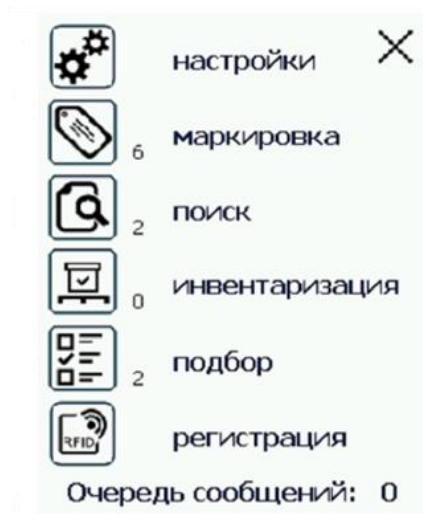 настройки
6 маркировка
2 поиск
0 инвентаризация
2 подбор
RFID регистрация
Очередь сообщений: 0